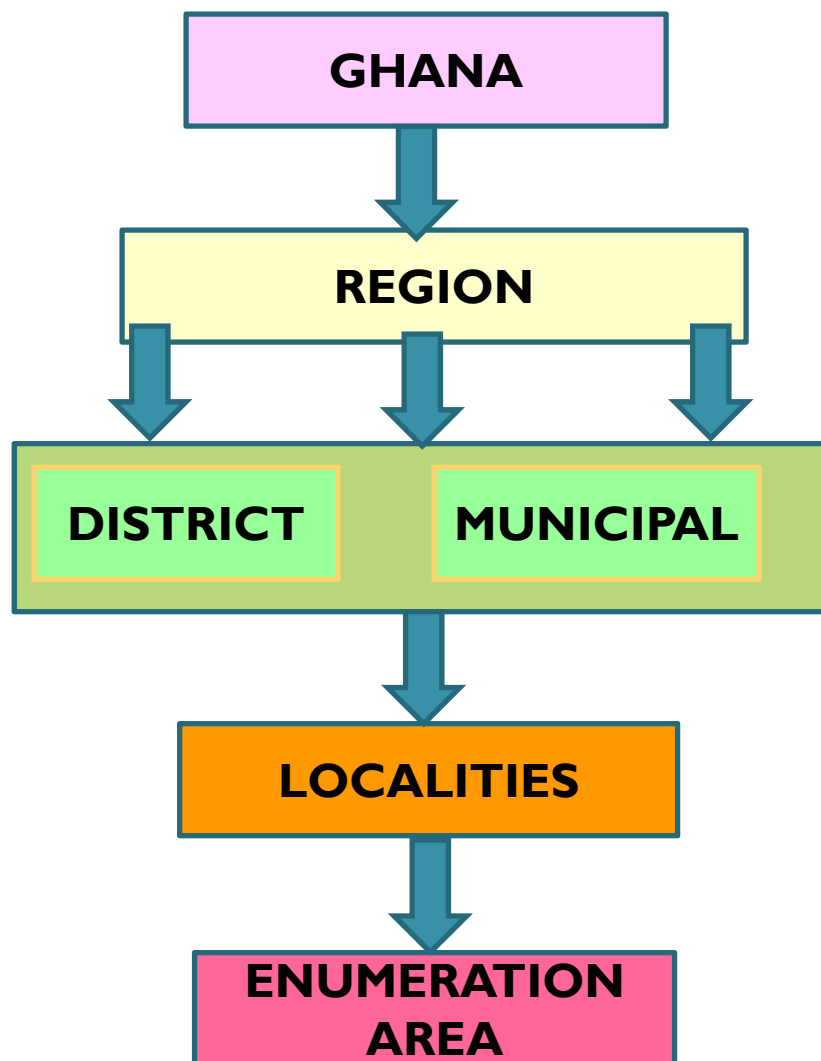 GHANA
REGION
DISTRICT
MUNICIPAL
LOCALITIES
ENUMERATION
AREA